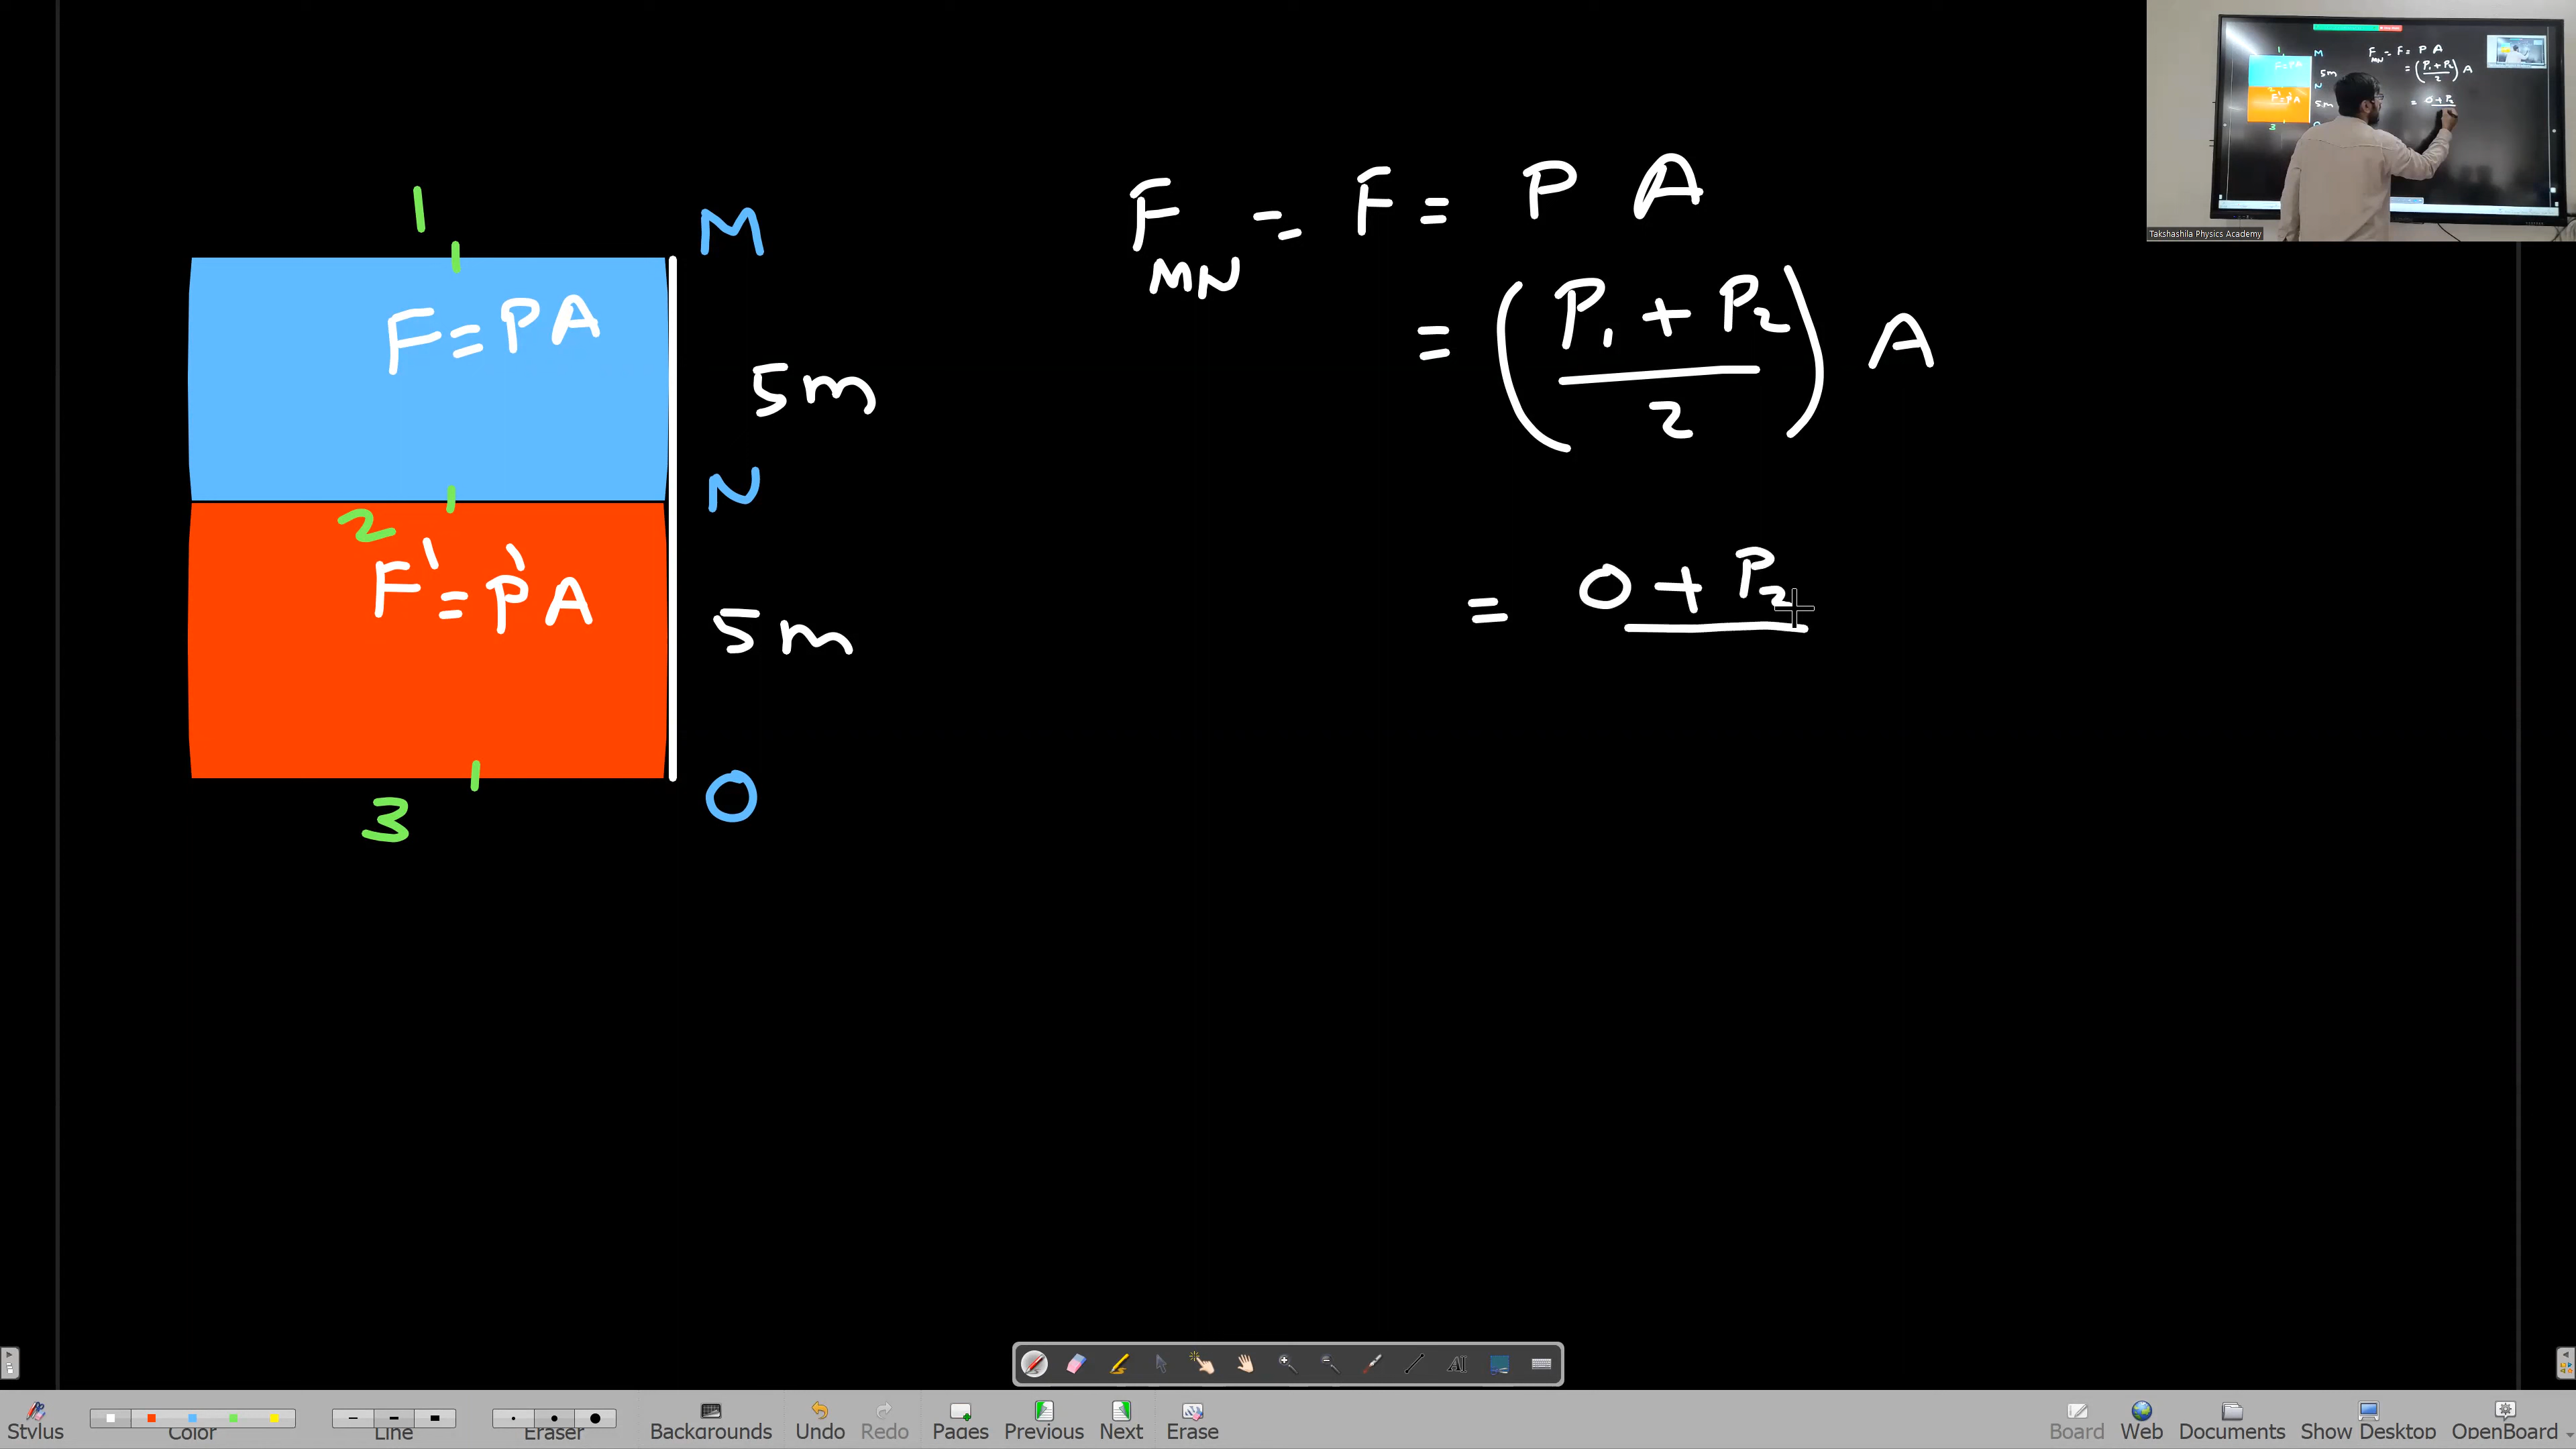 1
M
F = PA
5m
N
2
F' = P'A
5m
3
O
F_MN = F = P A
= (P₁ + P₂ / 2) A
= 0 + P₂
Takshashila Physics Academy
Stylus
Color
Line
Eraser
Backgrounds
Undo
Redo
Pages
Previous
Next
Erase
Board
Web
Documents
Show Desktop
OpenBoard